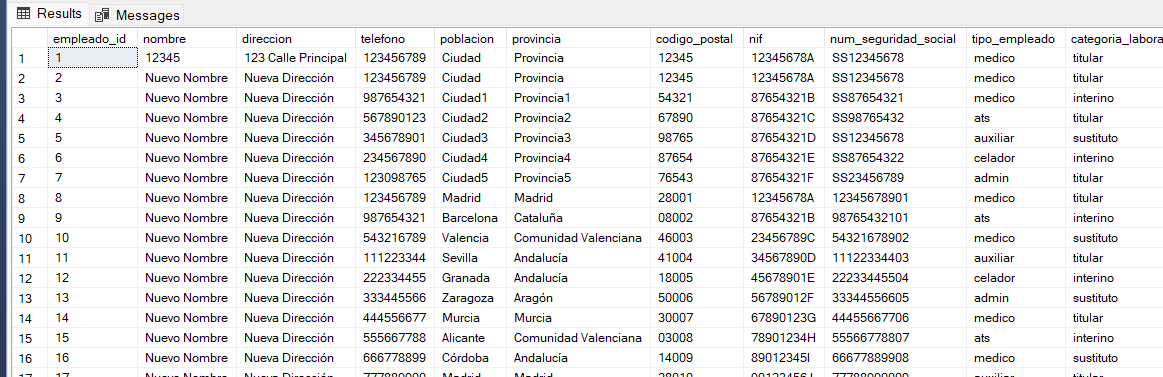 Results Messages
empleado_id nombre direccion telefono poblacion provincia codigo_postal nif num_seguridad_social tipo_empleado categoria_labora
1 1 12345 123 Calle Principal 123456789 Ciudad Provincia 12345 12345678A SS12345678 medico titular
2 2 Nuevo Nombre Nueva Dirección 123456789 Ciudad Provincia 12345 12345678A SS12345678 medico titular
3 3 Nuevo Nombre Nueva Dirección 987654321 Ciudad1 Provincia1 54321 87654321B SS87654321 medico interino
4 4 Nuevo Nombre Nueva Dirección 567890123 Ciudad2 Provincia2 67890 87654321C SS98765432 ats titular
5 5 Nuevo Nombre Nueva Dirección 345678901 Ciudad3 Provincia3 98765 87654321D SS12345678 auxiliar sustituto
6 6 Nuevo Nombre Nueva Dirección 234567890 Ciudad4 Provincia4 87654 87654321E SS87654322 celador interino
7 7 Nuevo Nombre Nueva Dirección 123098765 Ciudad5 Provincia5 76543 87654321F SS23456789 admin titular
8 8 Nuevo Nombre Nueva Dirección 123456789 Madrid Madrid 28001 12345678A 12345678901 medico titular
9 9 Nuevo Nombre Nueva Dirección 987654321 Barcelona Cataluña 08002 87654321B 98765432101 ats interino
10 10 Nuevo Nombre Nueva Dirección 543216789 Valencia Comunidad Valenciana 46003 23456789C 54321678902 medico sustituto
11 11 Nuevo Nombre Nueva Dirección 111223344 Sevilla Andalucía 41004 34567890D 11122334403 auxiliar titular
12 12 Nuevo Nombre Nueva Dirección 222334455 Granada Andalucía 18005 45678901E 22233445504 celador interino
13 13 Nuevo Nombre Nueva Dirección 333445566 Zaragoza Aragón 50006 56789012F 33344556605 admin sustituto
14 14 Nuevo Nombre Nueva Dirección 444556677 Murcia Murcia 30007 67890123G 44455667706 medico titular
15 15 Nuevo Nombre Nueva Dirección 555667788 Alicante Comunidad Valenciana 03008 78901234H 55566778807 ats interino
16 16 Nuevo Nombre Nueva Dirección 666778899 Córdoba Andalucía 14009 89012345I 66677889908 medico sustituto
17 17 Nuevo Nombre Nueva Dirección Madrid Madrid auxiliar titular